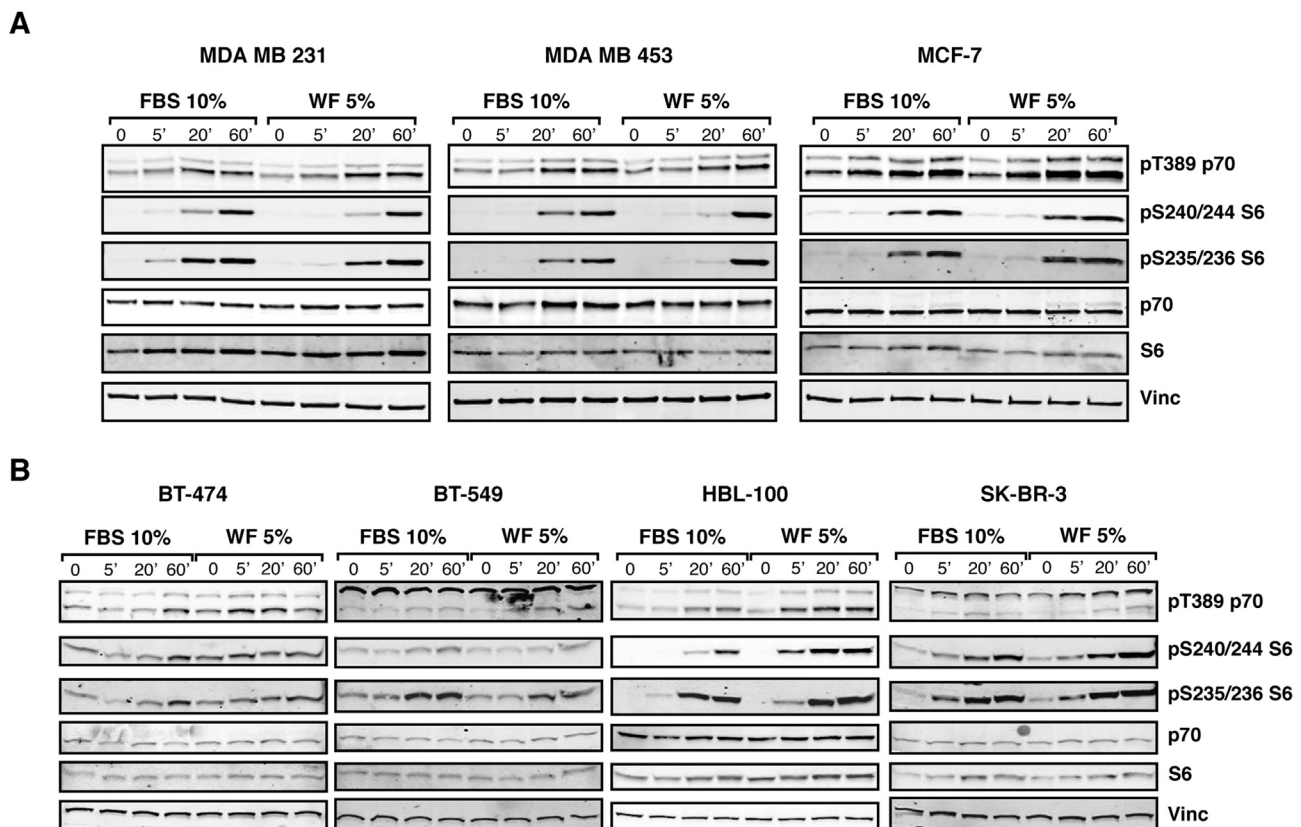 A
MDA MB 231 MDA MB 453 MCF-7
FBS 10% WF 5% FBS 10% WF 5% FBS 10% WF 5%
0 5’ 20’ 60’ 0 5’ 20’ 60’ 0 5’ 20’ 60’ 0 5’ 20’ 60’ 0 5’ 20’ 60’ 0 5’ 20’ 60’
pT389 p70
pS240/244 S6
pS235/236 S6
p70
S6
Vinc
B
BT-474 BT-549 HBL-100 SK-BR-3
FBS 10% WF 5% FBS 10% WF 5% FBS 10% WF 5% FBS 10% WF 5%
0 5’ 20’ 60’ 0 5’ 20’ 60’ 0 5’ 20’ 60’ 0 5’ 20’ 60’ 0 5’ 20’ 60’ 0 5’ 20’ 60’ 0 5’ 20’ 60’ 0 5’ 20’ 60’
pT389 p70
pS240/244 S6
pS235/236 S6
p70
S6
Vinc